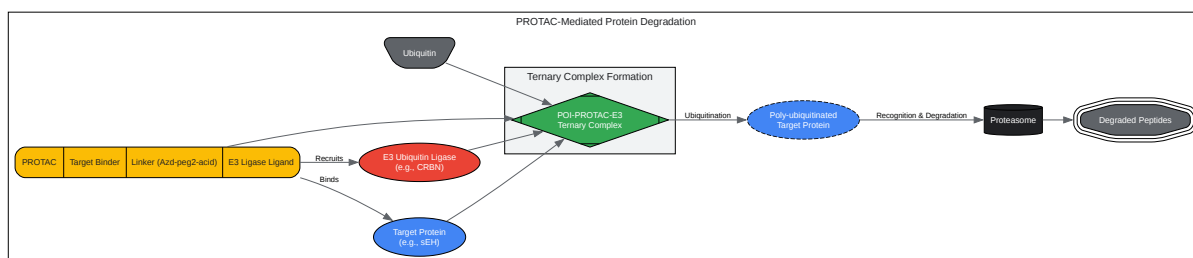 PROTAC-Mediated Protein Degradation
Ubiquitin
Ternary Complex Formation
POI-PROTAC-E3
Ternary Complex
Ubiquitination
Poly-ubiquitinated
Target Protein
Recognition & Degradation
Proteasome
Degraded Peptides
PROTAC
Target Binder
Linker (Azd-peg2-acid)
E3 Ligase Ligand
Recruits
E3 Ubiquitin Ligase
(e.g., CRBN)
Binds
Target Protein
(e.g., sEH)